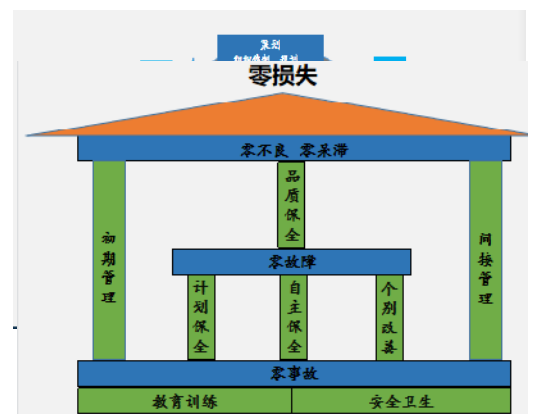 策划
零损失
零不良 零呆滞
品质保全
初期管理
间接管理
零故障
计划保全
自主保全
个别改善
零事故
教育训练
安全卫生